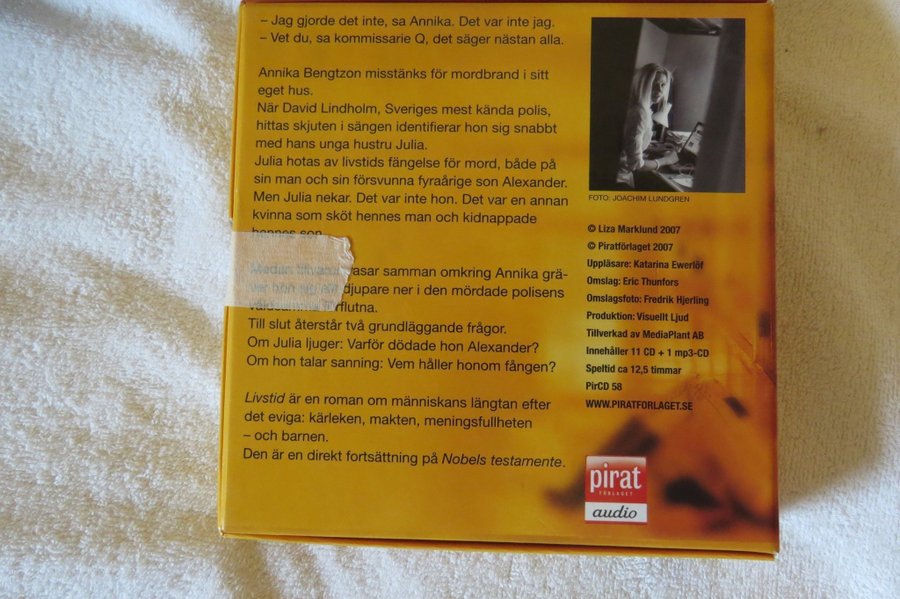 – Jag gjorde det inte, sa Annika. Det var inte jag.
– Vet du, sa kommissarie Q, det säger nästan alla.
Annika Bengtzon misstänks för mordbrand i sitt
eget hus.
När David Lindholm, Sveriges mest kända polis,
hittas skjuten i sängen identifierar hon sig snabbt
med hans unga hustru Julia.
Julia hotas av livstids fängelse för mord, både på
sin man och sin försvunna fyraårige son Alexander.
Men Julia nekar. Det var inte hon. Det var en annan
kvinna som sköt hennes man och kidnappade
hennes son.
Medan tillvaron rasar samman omkring Annika grä-
djupare ner i den mördade polisens
våldsamma förflutna.
Till slut återstår två grundläggande frågor.
Om Julia ljuger: Varför dödade hon Alexander?
Om hon talar sanning: Vem håller honom fången?
Livstid är en roman om människans längtan efter
det eviga: kärleken, makten, meningsfullheten
– och barnen.
Den är en direkt fortsättning på Nobels testamente.
FOTO: JOACHIM LUNDGREN
© Liza Marklund 2007
© Piratförlaget 2007
Uppläsare: Katarina Ewerlöf
Omslag: Eric Thunfors
Omslagsfoto: Fredrik Hjerling
Produktion: Visuellt Ljud
Tillverkad av MediaPlant AB
Innehåller 11 CD + 1 mp3-CD
Speltid ca 12,5 timmar
PirCD 58
WWW.PIRATFORLAGET.SE
pirat
FÖRLAGET
audio